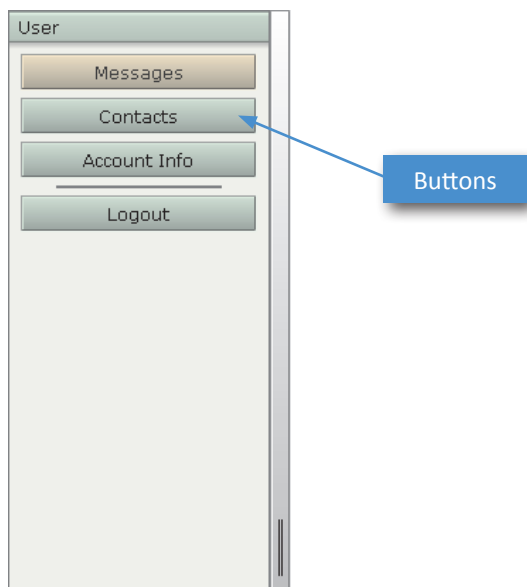 User
Messages
Contacts
Account Info
Logout
Buttons